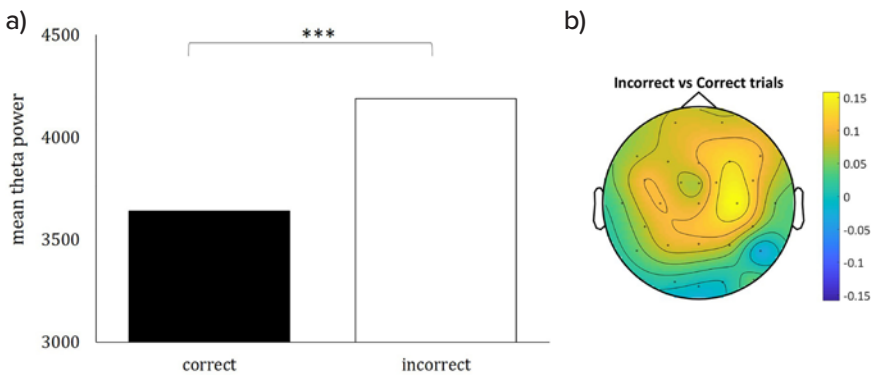 a)
4500
4000
3500
3000
mean theta power
***
correct
incorrect
b)
Incorrect vs Correct trials
0.15
0.1
0.05
0
-0.05
-0.1
-0.15